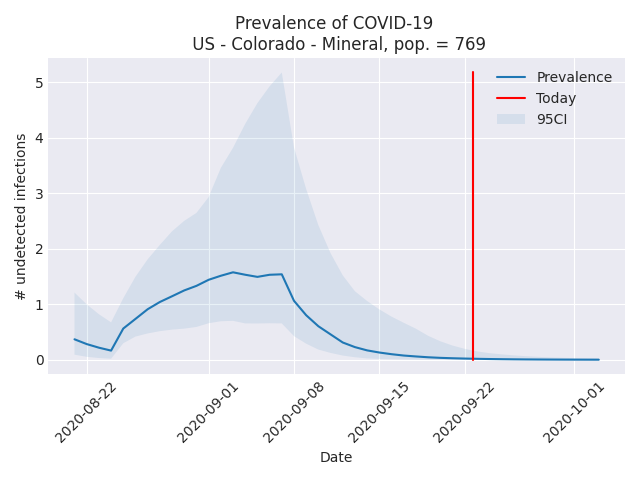 Prevalence of COVID-19
US - Colorado - Mineral, pop. = 769
Prevalence
Today
95CI
# undetected infections
5
4
3
2
1
0
2020-08-22
2020-09-01
2020-09-08
2020-09-15
2020-09-22
2020-10-01
Date